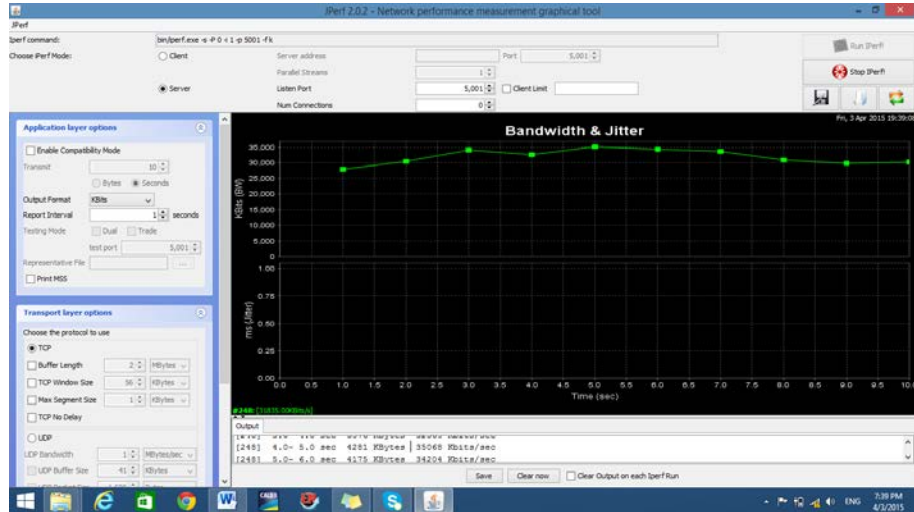 JPerf 2.0.2 - Network performance measurement graphical tool
JPerf
Iperf command:
bin/iperf.exe -s -P 0 -i 1 -p 5001 -f k
Choose iPerf Mode:
Client
Server address
Port
5,001
Parallel Streams
1
Server
Listen Port
5,001
Client Limit
Num Connections
0
Run IPerf!
Stop IPerf!
Fri, 3 Apr 2015 19:39:08
Application layer options
Enable Compatibility Mode
Transmit
10
Bytes
Seconds
Output Format
KBits
Report Interval
1
seconds
Testing Mode
Dual
Trade
test port
5,001
Representative File
...
Print MSS
Transport layer options
Choose the protocol to use
TCP
Buffer Length
2
MBytes
TCP Window Size
56
KBytes
Max Segment Size
1
KBytes
TCP No Delay
UDP
UDP Bandwidth
1
MBytes/sec
UDP Buffer Size
41
KBytes
Bandwidth & Jitter
KBits (BW)
35.000
30.000
25.000
20.000
15.000
10.000
5.000
0
ms (Jitter)
1.00
0.75
0.50
0.25
0.00
0.0 0.5 1.0 1.5 2.0 2.5 3.0 3.5 4.0 4.5 5.0 5.5 6.0 6.5 7.0 7.5 8.0 8.5 9.0 9.5 10.
Time (sec)
Output
[248] 4.0- 5.0 sec 4281 KBytes 35068 Kbits/sec
[248] 5.0- 6.0 sec 4175 KBytes 34204 Kbits/sec
Save
Clear now
Clear Output on each Iperf Run
ENG
7:39 PM
4/3/2015